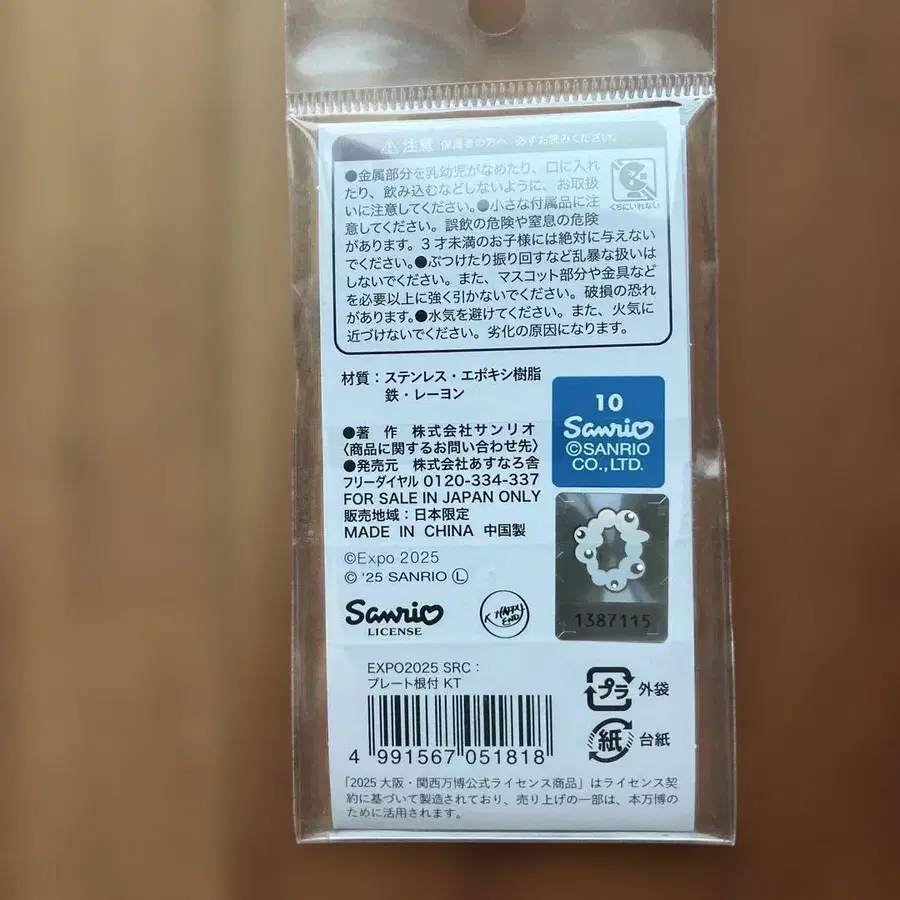 ⚠注意 保護者の方へ 必ずお読みください。
●金属部分を乳幼児がなめたり、口に入れ
たり、飲み込むなどしないように、お取扱
いに注意してください。●小さな付属品に注
意してください。誤飲の危険や窒息の危険
があります。3才未満のお子様には絶対に与えない
でください。●ぶつけたり振り回すなど乱暴な扱いは
しないでください。また、マスコット部分や金具など
を必要以上に強く引かないでください。破損の恐れ
があります。●水気を避けてください。また、火気に
近づけないでください。劣化の原因になります。
くちにいれない
材質：ステンレス・エポキシ樹脂
鉄・レーヨン
●著 作 株式会社サンリオ
〈商品に関するお問い合わせ先〉
●発売元 株式会社あすなろ舎
フリーダイヤル 0120-334-337
FOR SALE IN JAPAN ONLY
販売地域：日本限定
MADE IN CHINA 中国製
©Expo 2025
© '25 SANRIO Ⓛ
10
Sanrio
©SANRIO
CO.,LTD.
1387115
Sanrio
LICENSE
K HAPPY
END
EXPO2025 SRC：
プレート根付 KT
4 991567 051818
プラ 外袋
紙 台紙
「2025 大阪・関西万博公式ライセンス商品」はライセンス契
約に基づいて製造されており、売り上げの一部は、本万博の
ために活用されます。